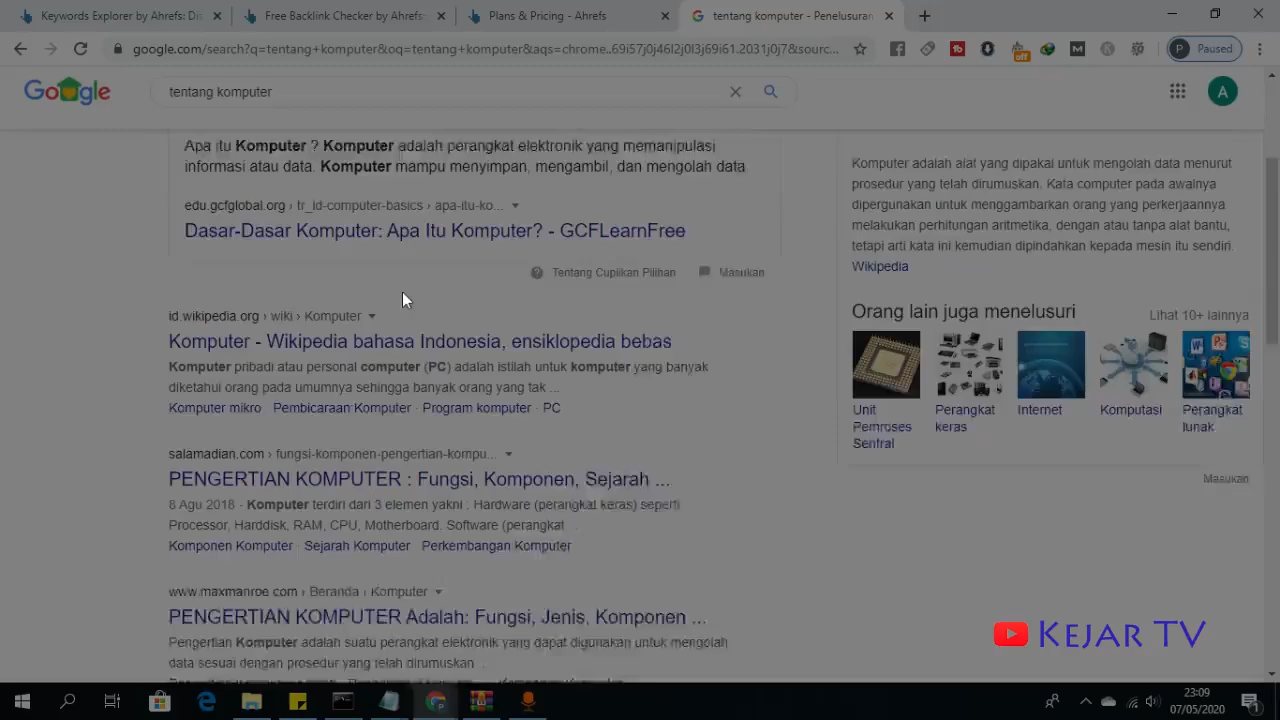 Keywords Explorer by Ahrefs: Dis
Free Backlink Checker by Ahrefs:
Plans & Pricing - Ahrefs
tentang komputer - Penelusuran
google.com/search?q=tentang+komputer&oq=tentang+komputer&aqs=chrome..69i57j0j46l2j0l3j69i61.2031j0j7&sourc...
off
P Paused
Google
tentang komputer
A
Apa itu Komputer ? Komputer adalah perangkat elektronik yang memanipulasi
informasi atau data. Komputer mampu menyimpan, mengambil, dan mengolah data
edu.gcfglobal.org › tr_id-computer-basics › apa-itu-ko...
Dasar-Dasar Komputer: Apa Itu Komputer? - GCFLearnFree
Tentang Cuplikan Pilihan
Masukan
id.wikipedia.org › wiki › Komputer
Komputer - Wikipedia bahasa Indonesia, ensiklopedia bebas
Komputer pribadi atau personal computer (PC) adalah istilah untuk komputer yang banyak
diketahui orang pada umumnya sehingga banyak orang yang tak ...
Komputer mikro · Pembicaraan Komputer · Program komputer · PC
salamadian.com › fungsi-komponen-pengertian-kompu...
PENGERTIAN KOMPUTER : Fungsi, Komponen, Sejarah ...
8 Agu 2018 - Komputer terdiri dari 3 elemen yakni : Hardware (perangkat keras) seperti
Processor, Harddisk, RAM, CPU, Motherboard. Software (perangkat
Komponen Komputer · Sejarah Komputer · Perkembangan Komputer
www.maxmanroe.com › Beranda › Komputer
PENGERTIAN KOMPUTER Adalah: Fungsi, Jenis, Komponen ...
Pengertian Komputer adalah suatu perangkat elektronik yang dapat digunakan untuk mengolah
data sesuai dengan prosedur yang telah dirumuskan
Komputer adalah alat yang dipakai untuk mengolah data menurut
prosedur yang telah dirumuskan. Kata computer pada awalnya
dipergunakan untuk menggambarkan orang yang perkerjaannya
melakukan perhitungan aritmetika, dengan atau tanpa alat bantu,
tetapi arti kata ini kemudian dipindahkan kepada mesin itu sendiri.
Wikipedia
Orang lain juga menelusuri
Lihat 10+ lainnya
Unit
Pemroses
Sentral
Perangkat
keras
Internet
Komputasi
Perangkat
lunak
Masukan
KEJAR TV
23:09
07/05/2020